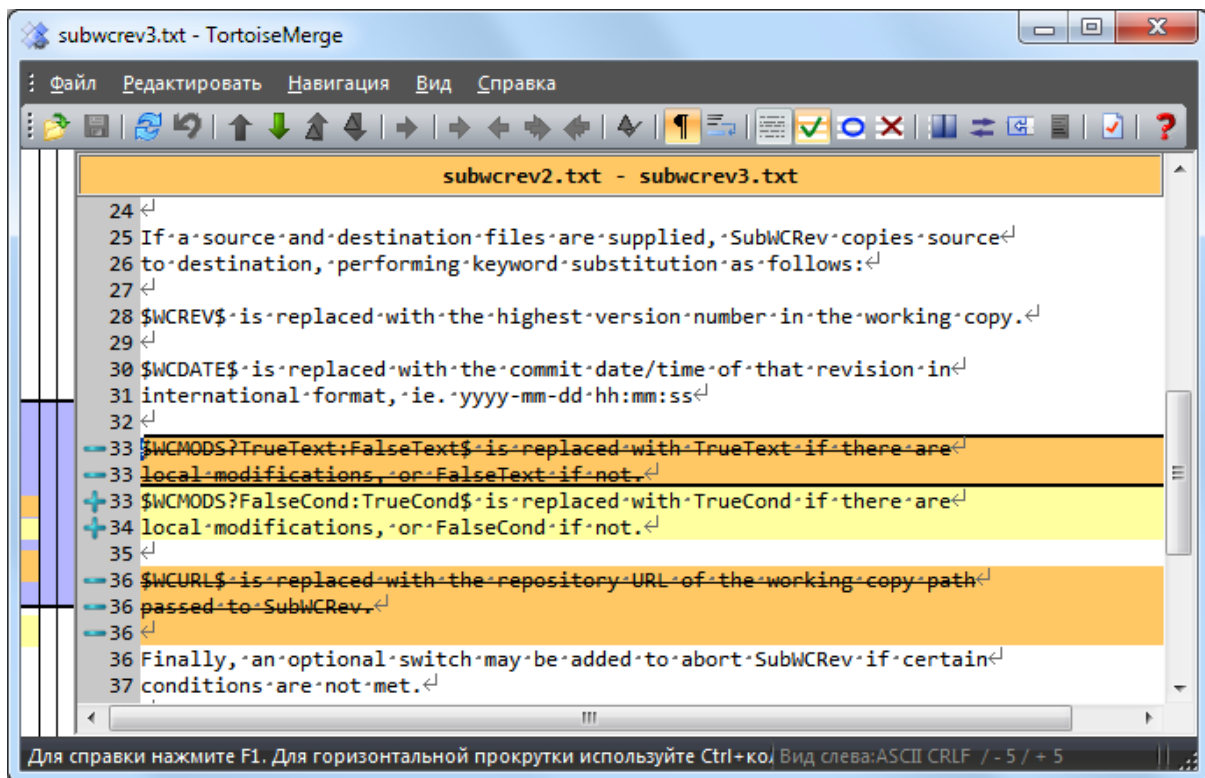 subwcrev3.txt - TortoiseMerge
Файл Редактировать Навигация Вид Справка
subwcrev2.txt - subwcrev3.txt
24
25 If a source and destination files are supplied, SubWCRev copies source
26 to destination, performing keyword substitution as follows:
27
28 $WCREV$ is replaced with the highest version number in the working copy.
29
30 $WCDATE$ is replaced with the commit date/time of that revision in
31 international format, ie. yyyy-mm-dd hh:mm:ss
32
33 $WCMODS?TrueText:FalseText$ is replaced with TrueText if there are
33 local modifications, or FalseText if not.
33 $WCMODS?FalseCond:TrueCond$ is replaced with TrueCond if there are
34 local modifications, or FalseCond if not.
35
36 $WCURL$ is replaced with the repository URL of the working copy path
36 passed to SubWCRev.
36
36 Finally, an optional switch may be added to abort SubWCRev if certain
37 conditions are not met.
Для справки нажмите F1. Для горизонтальной прокрутки используйте Ctrl+кол Вид слева:ASCII CRLF / - 5 / + 5